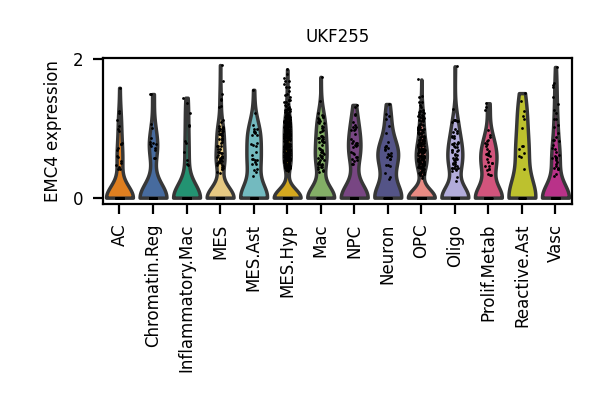 UKF255
EMC4 expression
2
0
AC
Chromatin.Reg
Inflammatory.Mac
MES
MES.Ast
MES.Hyp
Mac
NPC
Neuron
OPC
Oligo
Prolif.Metab
Reactive.Ast
Vasc